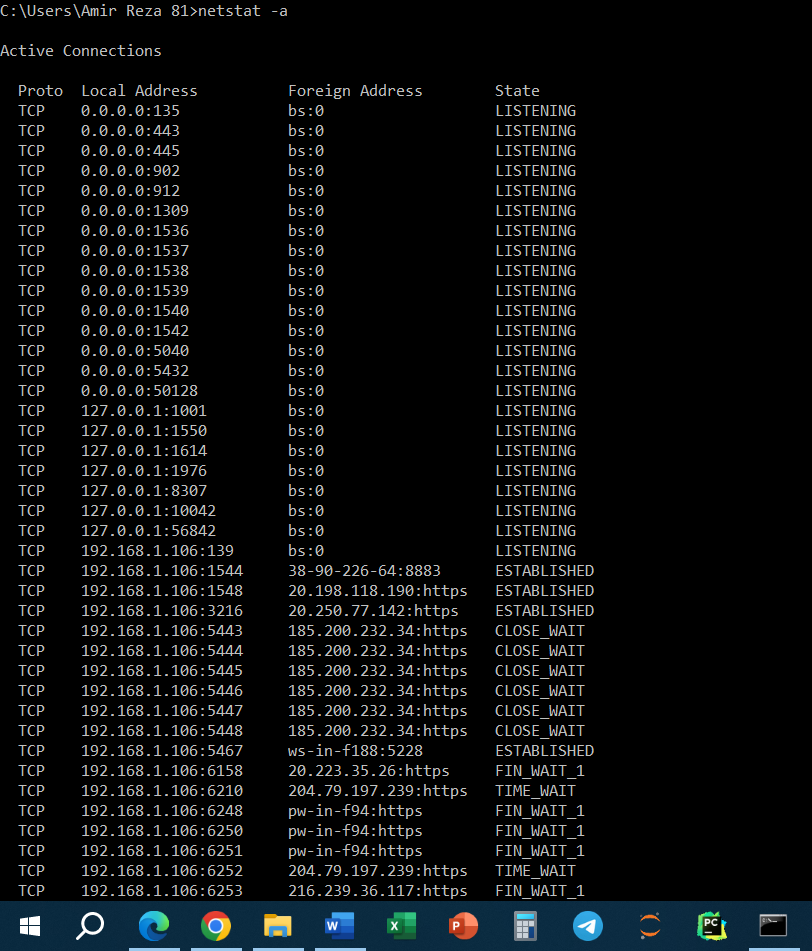 C:\Users\Amir Reza 81>netstat -a
Active Connections
Proto Local Address Foreign Address State
TCP 0.0.0.0:135 bs:0 LISTENING
TCP 0.0.0.0:443 bs:0 LISTENING
TCP 0.0.0.0:445 bs:0 LISTENING
TCP 0.0.0.0:902 bs:0 LISTENING
TCP 0.0.0.0:912 bs:0 LISTENING
TCP 0.0.0.0:1309 bs:0 LISTENING
TCP 0.0.0.0:1536 bs:0 LISTENING
TCP 0.0.0.0:1537 bs:0 LISTENING
TCP 0.0.0.0:1538 bs:0 LISTENING
TCP 0.0.0.0:1539 bs:0 LISTENING
TCP 0.0.0.0:1540 bs:0 LISTENING
TCP 0.0.0.0:1542 bs:0 LISTENING
TCP 0.0.0.0:5040 bs:0 LISTENING
TCP 0.0.0.0:5432 bs:0 LISTENING
TCP 0.0.0.0:50128 bs:0 LISTENING
TCP 127.0.0.1:1001 bs:0 LISTENING
TCP 127.0.0.1:1550 bs:0 LISTENING
TCP 127.0.0.1:1614 bs:0 LISTENING
TCP 127.0.0.1:1976 bs:0 LISTENING
TCP 127.0.0.1:8307 bs:0 LISTENING
TCP 127.0.0.1:10042 bs:0 LISTENING
TCP 127.0.0.1:56842 bs:0 LISTENING
TCP 192.168.1.106:139 bs:0 LISTENING
TCP 192.168.1.106:1544 38-90-226-64:8883 ESTABLISHED
TCP 192.168.1.106:1548 20.198.118.190:https ESTABLISHED
TCP 192.168.1.106:3216 20.250.77.142:https ESTABLISHED
TCP 192.168.1.106:5443 185.200.232.34:https CLOSE_WAIT
TCP 192.168.1.106:5444 185.200.232.34:https CLOSE_WAIT
TCP 192.168.1.106:5445 185.200.232.34:https CLOSE_WAIT
TCP 192.168.1.106:5446 185.200.232.34:https CLOSE_WAIT
TCP 192.168.1.106:5447 185.200.232.34:https CLOSE_WAIT
TCP 192.168.1.106:5448 185.200.232.34:https CLOSE_WAIT
TCP 192.168.1.106:5467 ws-in-f188:5228 ESTABLISHED
TCP 192.168.1.106:6158 20.223.35.26:https FIN_WAIT_1
TCP 192.168.1.106:6210 204.79.197.239:https TIME_WAIT
TCP 192.168.1.106:6248 pw-in-f94:https FIN_WAIT_1
TCP 192.168.1.106:6250 pw-in-f94:https FIN_WAIT_1
TCP 192.168.1.106:6251 pw-in-f94:https FIN_WAIT_1
TCP 192.168.1.106:6252 204.79.197.239:https TIME_WAIT
TCP 192.168.1.106:6253 216.239.36.117:https FIN_WAIT_1
W X P PC